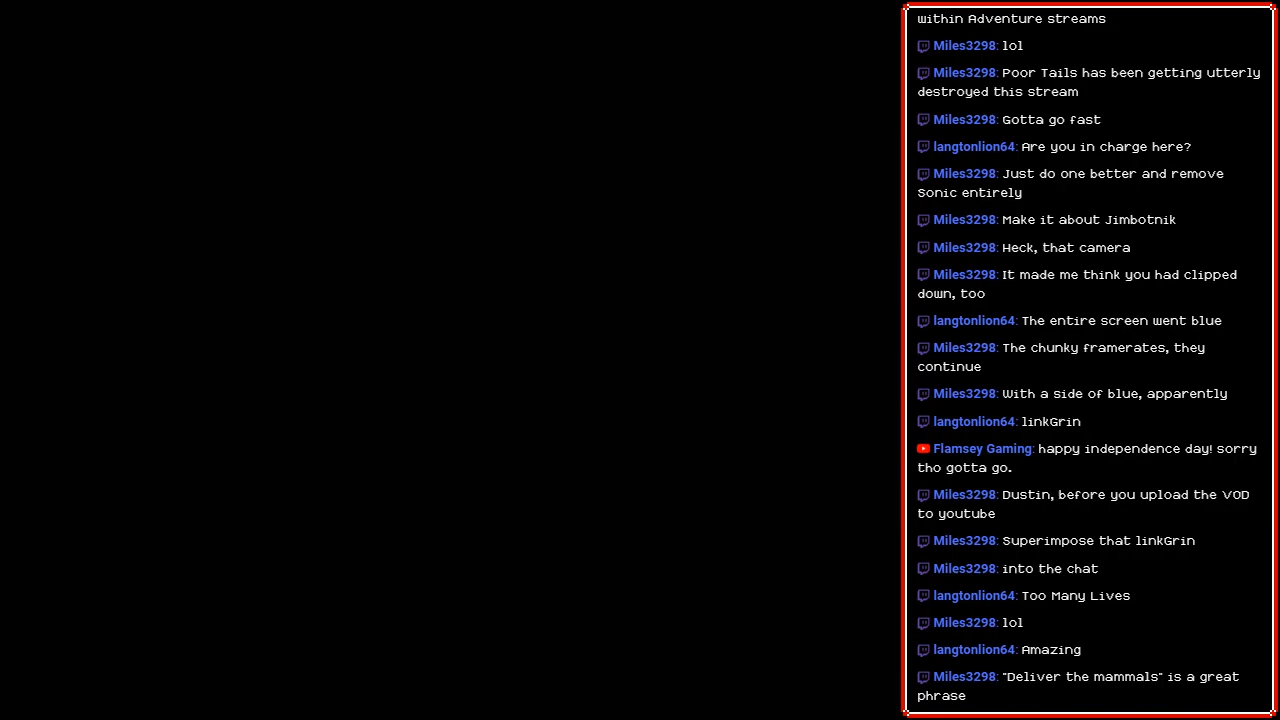 within Adventure streams
Miles3298: lol
Miles3298: Poor Tails has been getting utterly
destroyed this stream
Miles3298: Gotta go fast
langtonlion64: Are you in charge here?
Miles3298: Just do one better and remove
Sonic entirely
Miles3298: Make it about Jimbotnik
Miles3298: Heck, that camera
Miles3298: It made me think you had clipped
down, too
langtonlion64: The entire screen went blue
Miles3298: The chunky framerates, they
continue
Miles3298: With a side of blue, apparently
langtonlion64: linkGrin
Flamsey Gaming: happy independence day! sorry
tho gotta go.
Miles3298: Dustin, before you upload the VOD
to youtube
Miles3298: Superimpose that linkGrin
Miles3298: into the chat
langtonlion64: Too Many Lives
Miles3298: lol
langtonlion64: Amazing
Miles3298: "Deliver the mammals" is a great
phrase